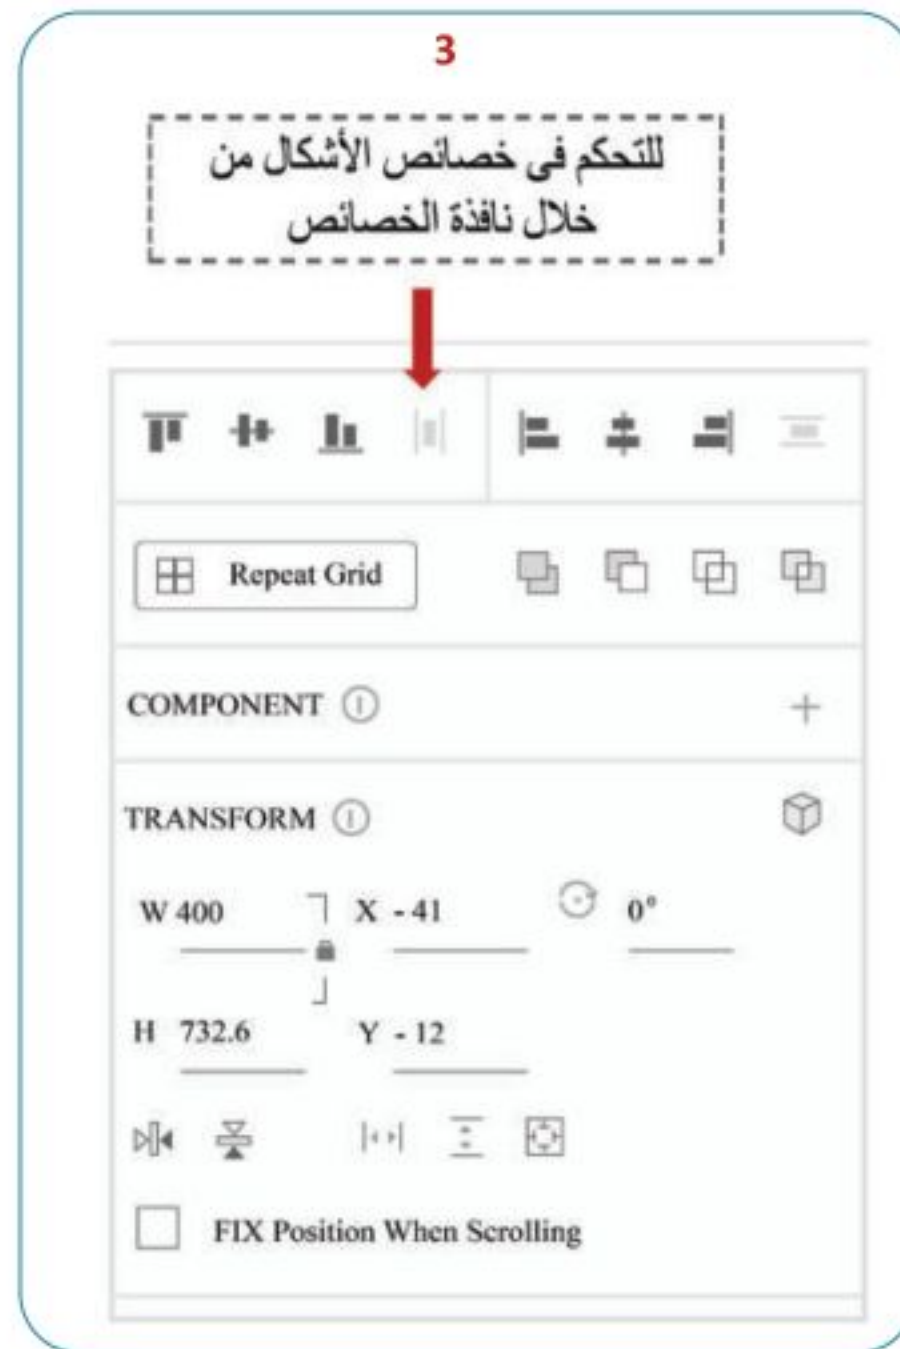 3
للتحكم فى خصائص الأشكال من
خلال نافذة الخصائص
Repeat Grid
COMPONENT
TRANSFORM
W 400 X - 41 0°
H 732.6 Y - 12
FIX Position When Scrolling